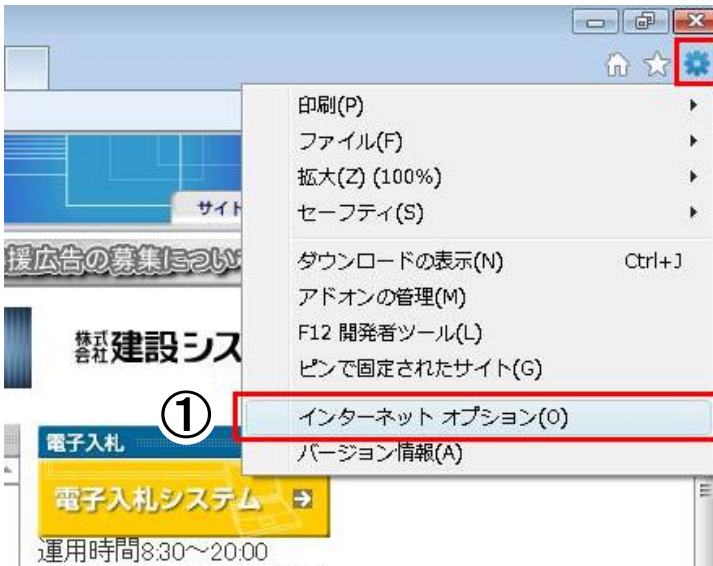 印刷(P)
ファイル(F)
拡大(Z) (100%)
セーフティ(S)
ダウンロードの表示(N) Ctrl+J
アドオンの管理(M)
F12 開発者ツール(L)
ピンで固定されたサイト(G)
インターネット オプション(O)
バージョン情報(A)
サイト
援広告の募集につい
株式会社建設シス
①
電子入札
電子入札システム
運用時間8:30～20:00